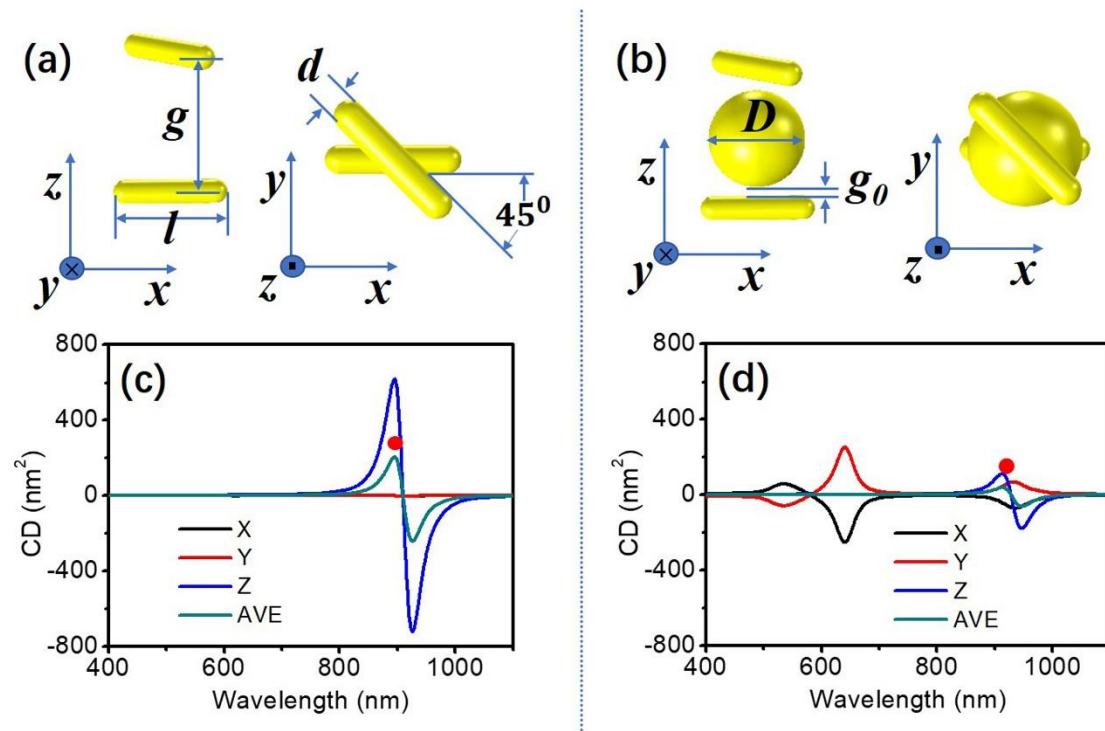 (a)
g
l
z
y
x
d
y
z
x
45⁰
(b)
D
g₀
z
y
x
y
z
x
(c)
800
400
0
-400
-800
CD (nm²)
X
Y
Z
AVE
400 600 800 1000
Wavelength (nm)
(d)
800
400
0
-400
-800
CD (nm²)
X
Y
Z
AVE
400 600 800 1000
Wavelength (nm)